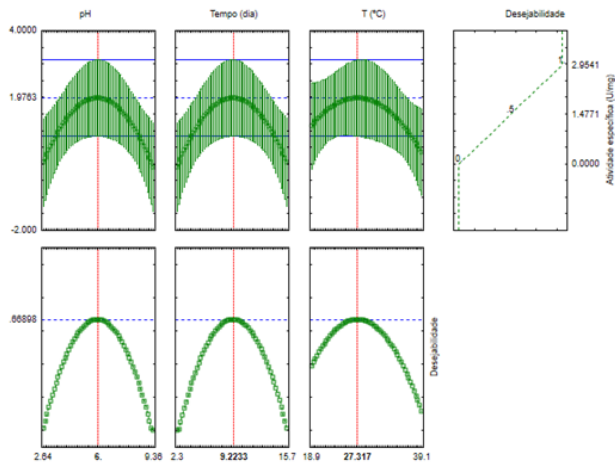 pH Tempo (dia) T (ºC) Desejabilidade
4.0000
1.9763
-2.000
1.
.5
0.
2.9541
1.4771
0.0000
Atividade específica (U/mg)
.66898
Desejabilidade
2.64 6. 9.36 2.3 9.2233 15.7 18.9 27.317 39.1